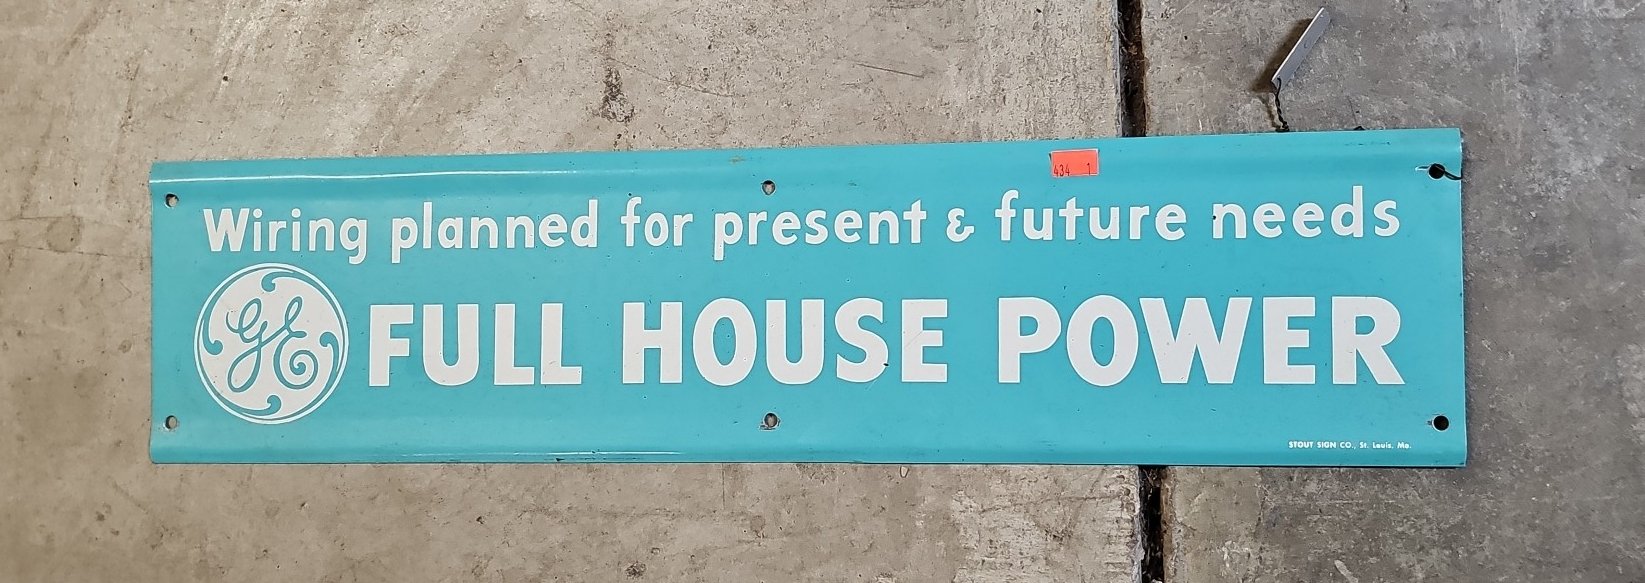 434 1
Wiring planned for present & future needs
GE FULL HOUSE POWER
STOUT SIGN CO., St. Louis, Mo.